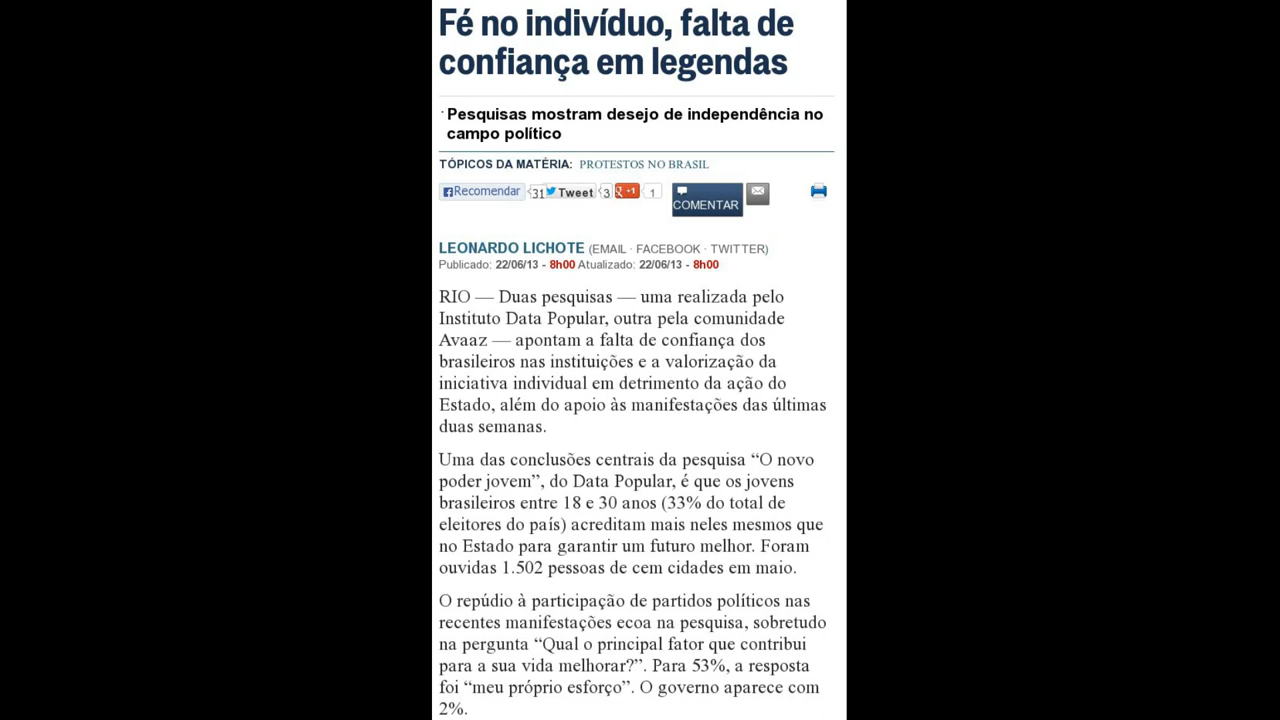 Fé no indivíduo, falta de
confiança em legendas
· Pesquisas mostram desejo de independência no
campo político
TÓPICOS DA MATÉRIA: PROTESTOS NO BRASIL
Recomendar 31 Tweet 3 +1 1 COMENTAR
LEONARDO LICHOTE (EMAIL · FACEBOOK · TWITTER)
Publicado: 22/06/13 - 8h00 Atualizado: 22/06/13 - 8h00
RIO — Duas pesquisas — uma realizada pelo
Instituto Data Popular, outra pela comunidade
Avaaz — apontam a falta de confiança dos
brasileiros nas instituições e a valorização da
iniciativa individual em detrimento da ação do
Estado, além do apoio às manifestações das últimas
duas semanas.
Uma das conclusões centrais da pesquisa “O novo
poder jovem”, do Data Popular, é que os jovens
brasileiros entre 18 e 30 anos (33% do total de
eleitores do país) acreditam mais neles mesmos que
no Estado para garantir um futuro melhor. Foram
ouvidas 1.502 pessoas de cem cidades em maio.
O repúdio à participação de partidos políticos nas
recentes manifestações ecoa na pesquisa, sobretudo
na pergunta “Qual o principal fator que contribui
para a sua vida melhorar?”. Para 53%, a resposta
foi “meu próprio esforço”. O governo aparece com
2%.